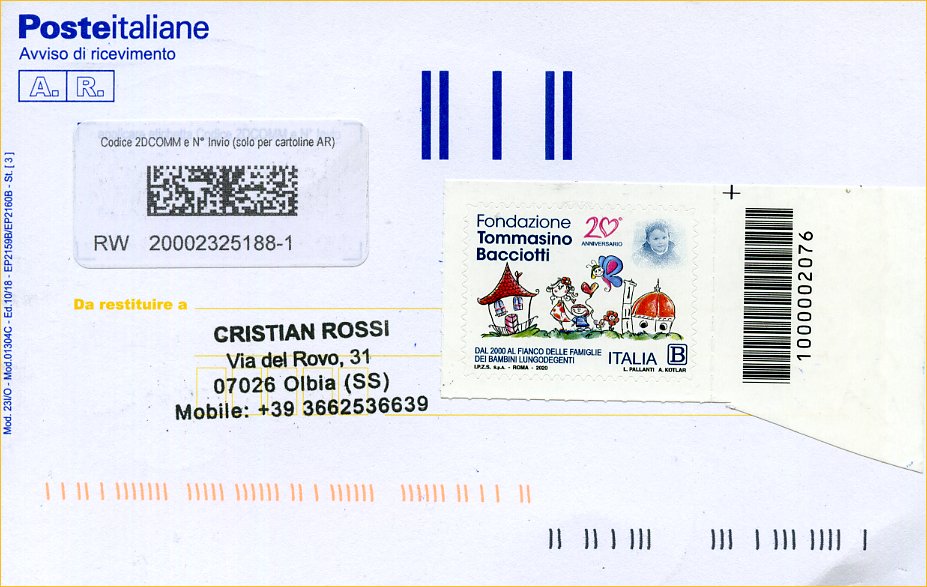 Posteitaliane
Avviso di ricevimento
A. R.
Codice 2DCOMM e N° Invio (solo per cartoline AR)
RW 20002325188-1
Mod. 23I/O - Mod.01304C - Ed.10/18 - EP2159B/EP2160B - St. [3]
Da restituire a
CRISTIAN ROSSI
Via del Rovo, 31
07026 Olbia (SS)
Mobile: +39 3662536639
Fondazione
Tommasino
Bacciotti
20°
ANNIVERSARIO
DAL 2000 AL FIANCO DELLE FAMIGLIE
DEI BAMBINI LUNGODEGENTI
I.P.Z.S. S.p.A. - ROMA - 2020
ITALIA B
L. PALLANTI A. KOTLAR
1000002076